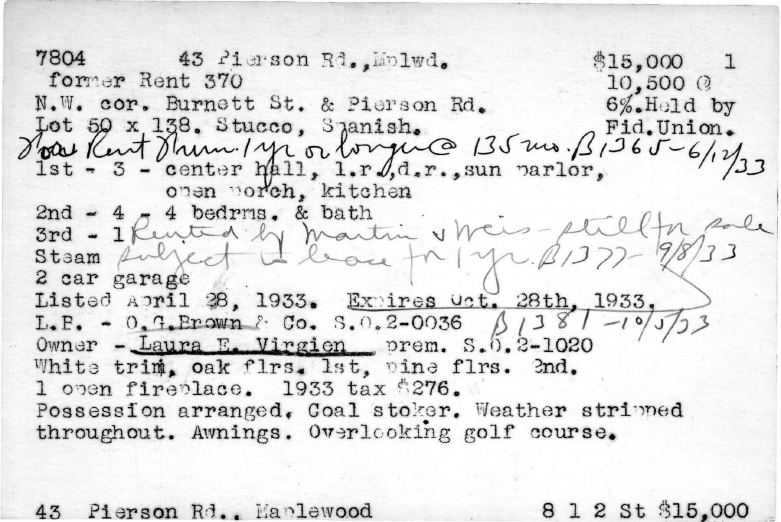 7804 43 Pierson Rd.,Mplwd. $15,000 1
former Rent 370 10,500 @
N.W. cor. Burnett St. & Pierson Rd. 6%.Held by
Lot 50 x 138. Stucco, Spanish. Fid.Union.
Now Rent 1 yr or longer @ 135 mo. B1365-6/12/33
1st - 3 - center hall, l.r.,d.r.,sun parlor,
open porch, kitchen
2nd - 4 - 4 bedrms. & bath
3rd - 1 Rented by Martin v Weis - still for sale
Steam subject to lease for 1 yr. B1377- 9/8/33
2 car garage
Listed April 28, 1933. Expires Oct. 28th, 1933.
L.F. - O.G.Brown & Co. S.O.2-0036 B1381-10/5/33
Owner - Laura E. Virgien prem. S.O.2-1020
White trim, oak flrs. 1st, pine flrs. 2nd.
1 open fireplace. 1933 tax $276.
Possession arranged, Coal stoker. Weather stripped
throughout. Awnings. Overlooking golf course.
43 Pierson Rd., Maplewood 8 1 2 St $15,000